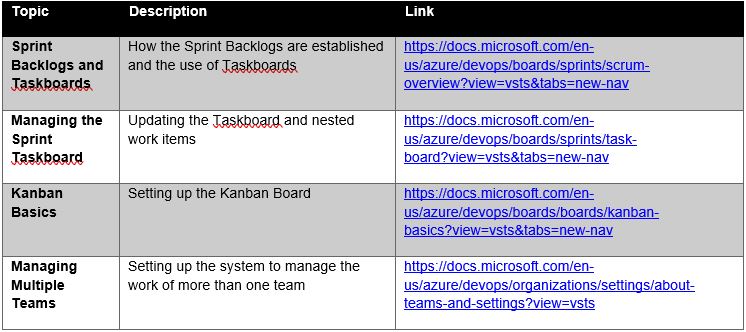 Topic Description Link
Sprint Backlogs and Taskboards
How the Sprint Backlogs are established
and the use of Taskboards
https://docs.microsoft.com/en-
us/azure/devops/boards/sprints/scrum-
overview?view=vsts&tabs=new-nav
Managing the
Sprint
Taskboard
Updating the Taskboard and nested
work items
https://docs.microsoft.com/en-
us/azure/devops/boards/sprints/task-
board?view=vsts&tabs=new-nav
Kanban
Basics
Setting up the Kanban Board
https://docs.microsoft.com/en-
us/azure/devops/boards/boards/kanban-
basics?view=vsts&tabs=new-nav
Managing
Multiple
Teams
Setting up the system to manage the
work of more than one team
https://docs.microsoft.com/en-
us/azure/devops/organizations/settings/about-
teams-and-settings?view=vsts